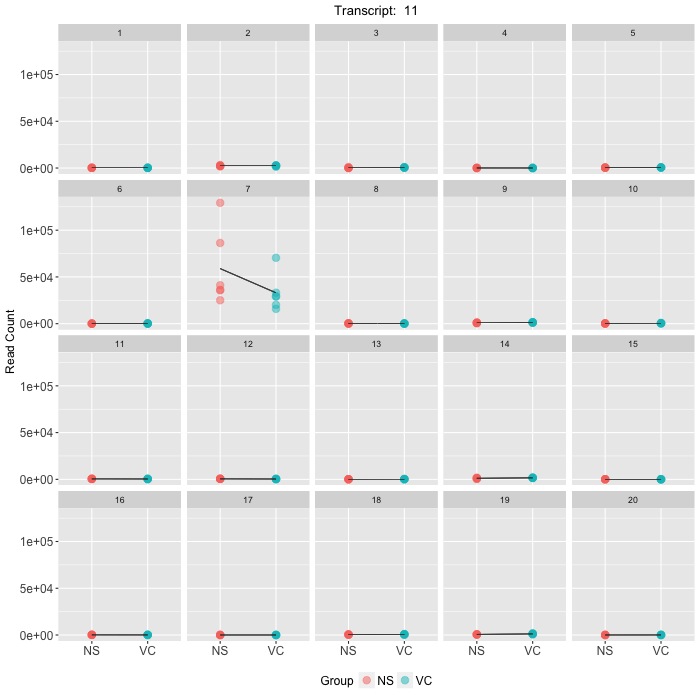 Transcript:  11
1 2 3 4 5
1e+05
5e+04
0e+00
6 7 8 9 10
1e+05
5e+04
0e+00
11 12 13 14 15
1e+05
5e+04
0e+00
16 17 18 19 20
1e+05
5e+04
0e+00
NS VC NS VC NS VC NS VC NS VC
Read Count
Group NS VC